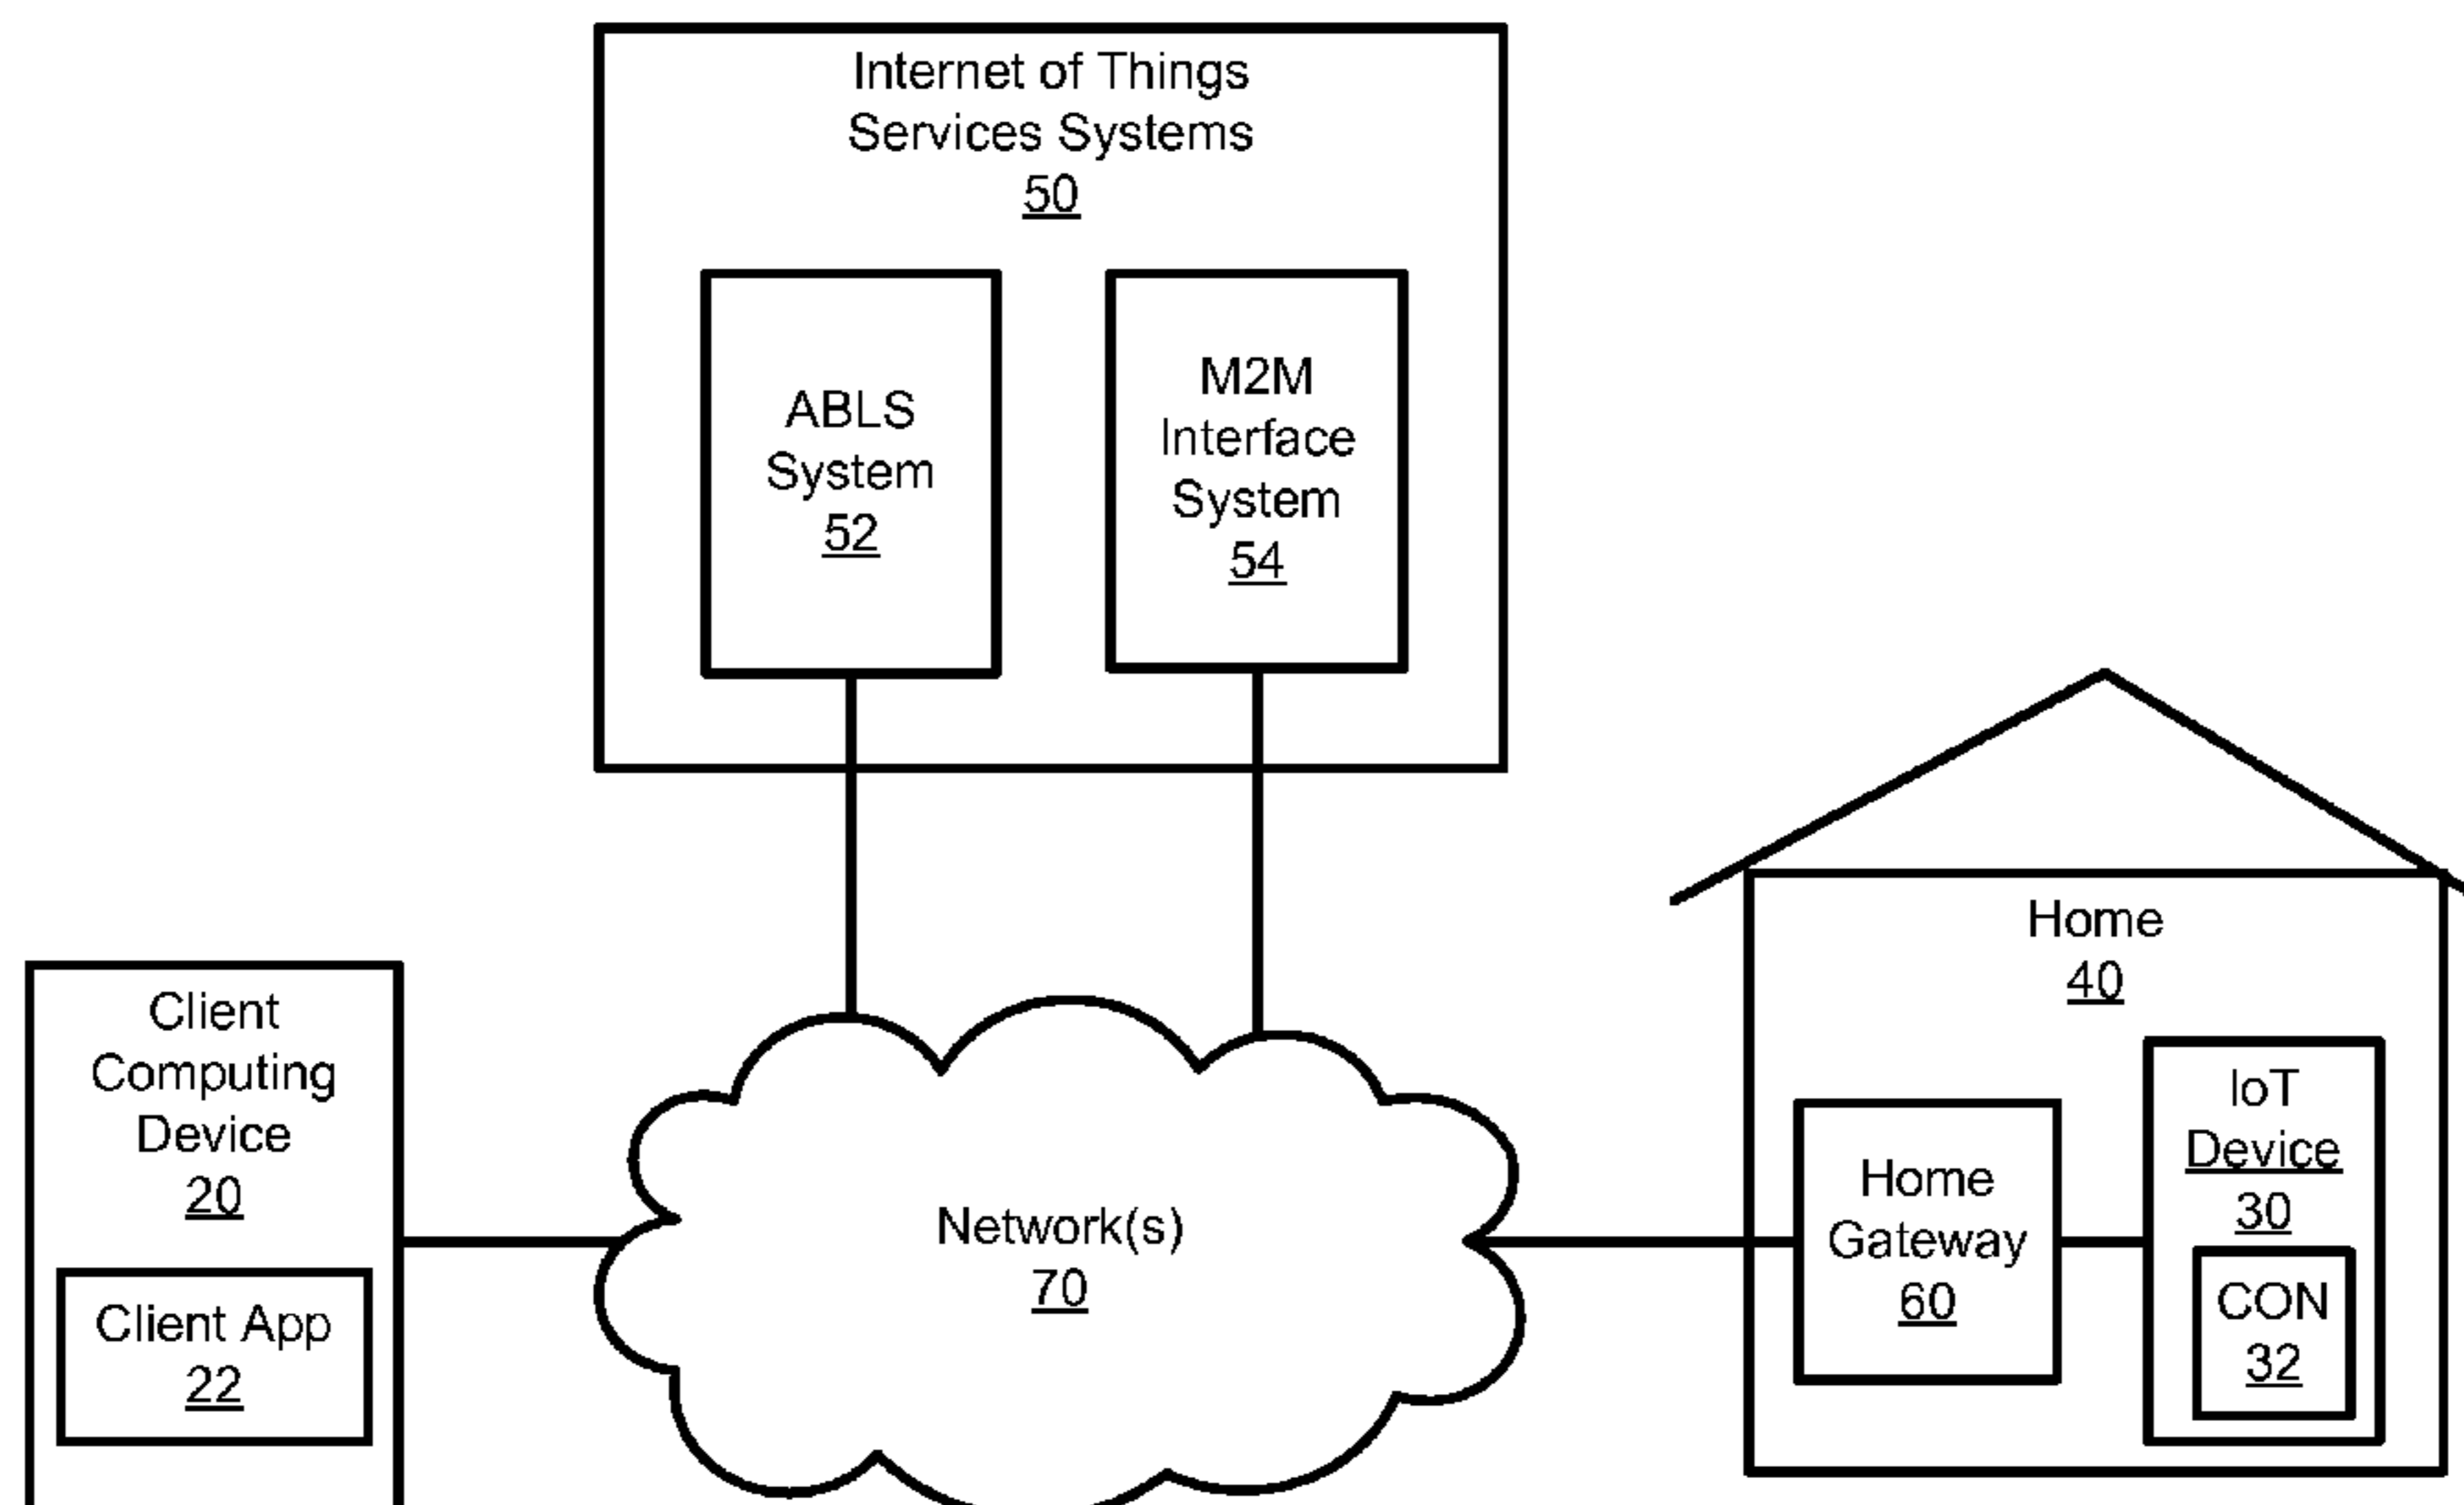 Internet of Things
Services Systems
50
ABLS
System
52
M2M
Interface
System
54
Home
40
Client
Computing
Device
20
Client App
22
Network(s)
70
Home
Gateway
60
IoT
Device
30
CON
32